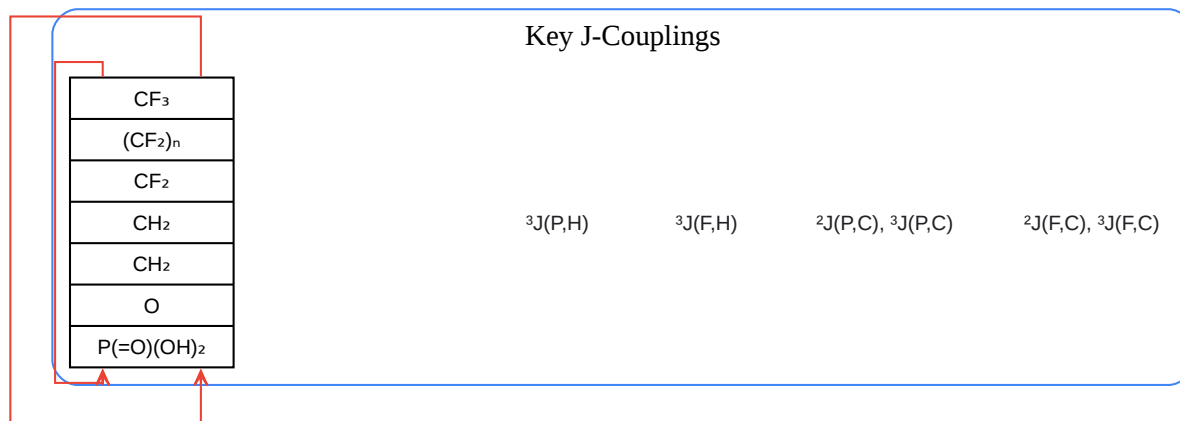 Key J-Couplings
CF₃
(CF₂)ₙ
CF₂
CH₂
CH₂
O
P(=O)(OH)₂
³J(P,H)
³J(F,H)
²J(P,C), ³J(P,C)
²J(F,C), ³J(F,C)